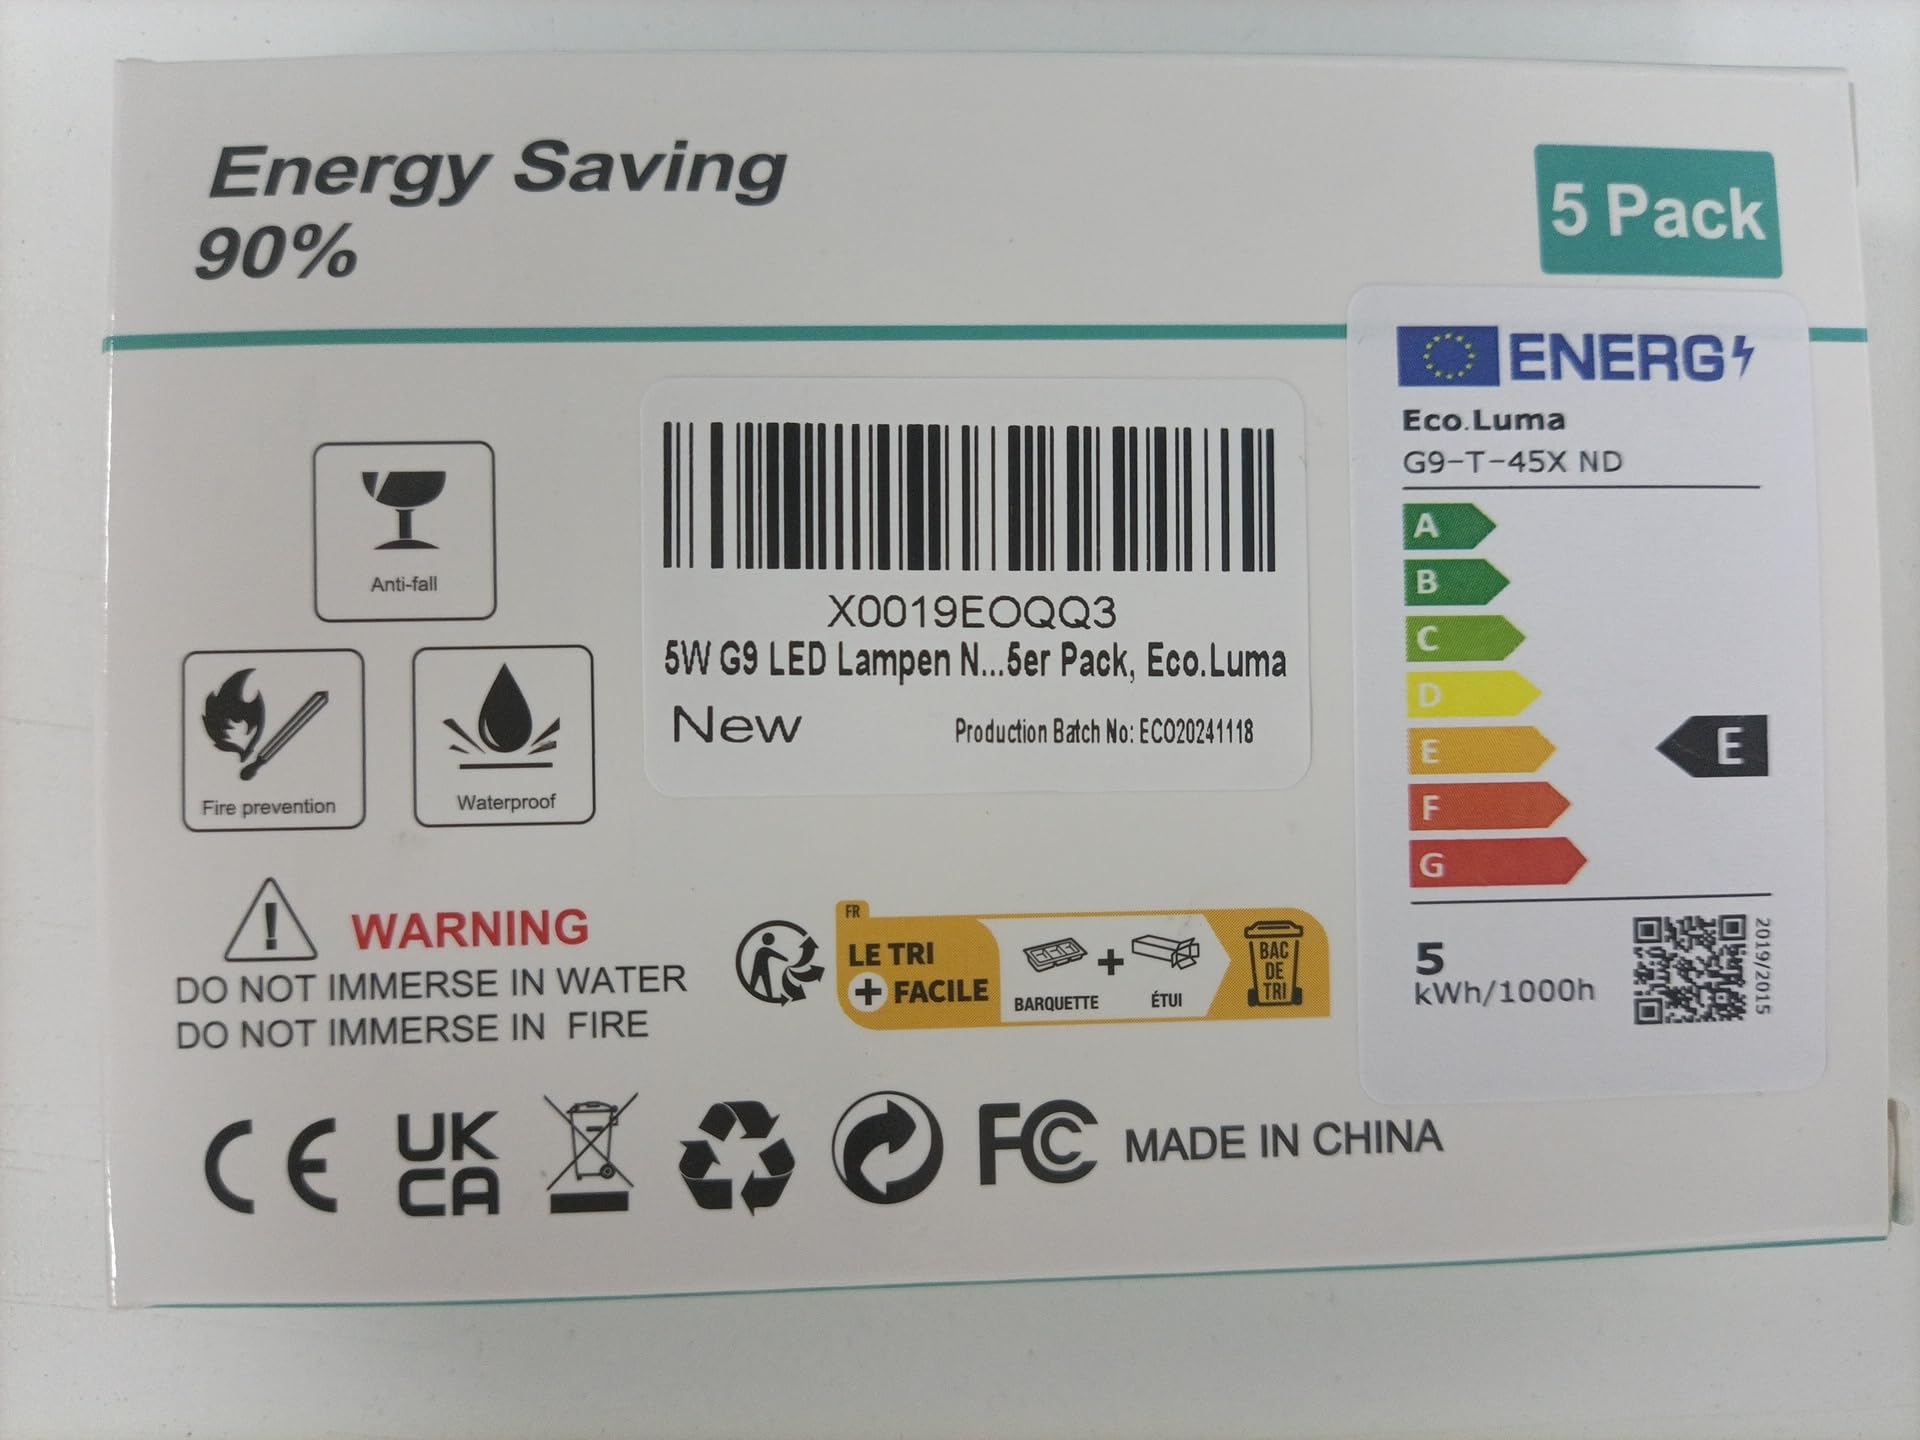 Energy Saving
90%
5 Pack
ENERG
Eco.Luma
G9-T-45X ND
A
B
C
D
E
F
G
E
5
kWh/1000h
2019/2015
X0019EOQQ3
5W G9 LED Lampen N...5er Pack, Eco.Luma
New
Production Batch No: ECO20241118
Anti-fall
Fire prevention
Waterproof
WARNING
DO NOT IMMERSE IN WATER
DO NOT IMMERSE IN FIRE
FR
LE TRI
+ FACILE
BARQUETTE
+
ÉTUI
BAC
DE
TRI
CE
UK
CA
FC
MADE IN CHINA